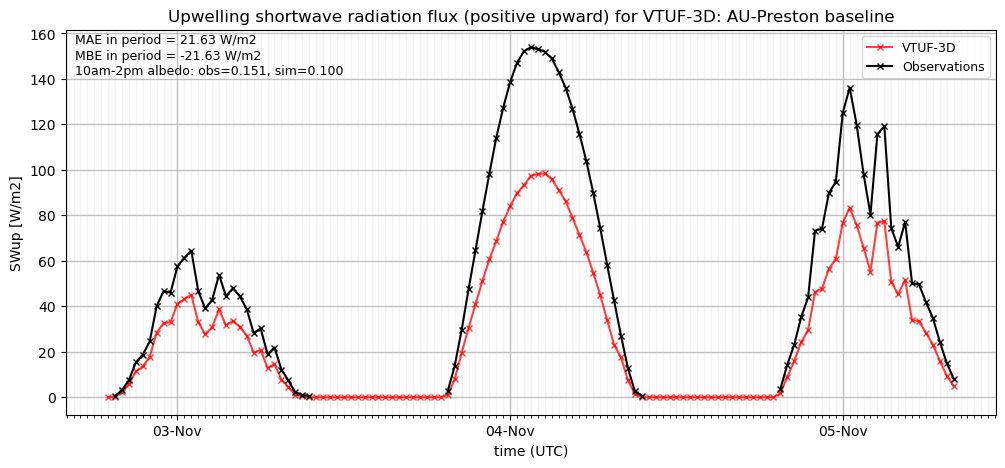 Upwelling shortwave radiation flux (positive upward) for VTUF-3D: AU-Preston baseline
MAE in period = 21.63 W/m2
MBE in period = -21.63 W/m2
10am-2pm albedo: obs=0.151, sim=0.100
VTUF-3D
Observations
SWup [W/m2]
160
140
120
100
80
60
40
20
0
03-Nov
04-Nov
05-Nov
time (UTC)